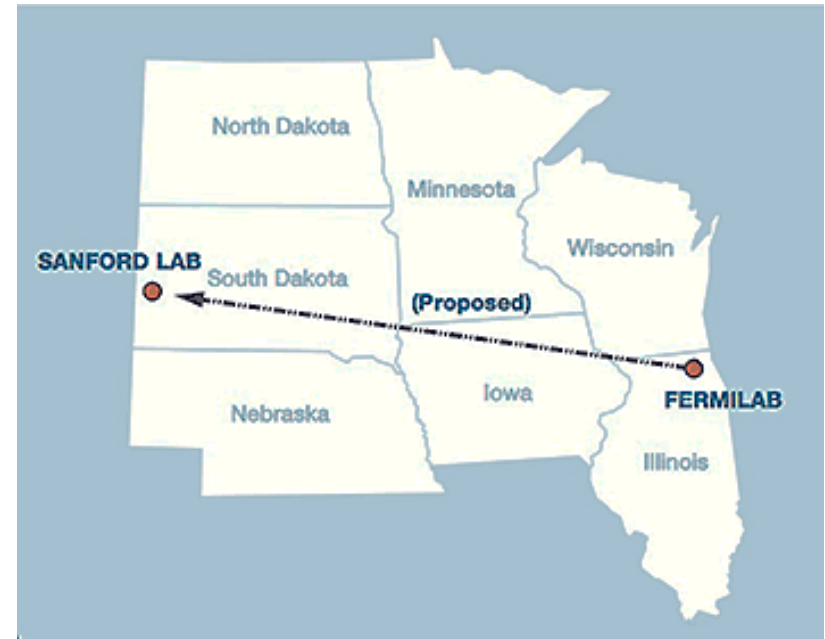 North Dakota
Minnesota
Wisconsin
SANFORD LAB
South Dakota
(Proposed)
Iowa
FERMILAB
Nebraska
Illinois